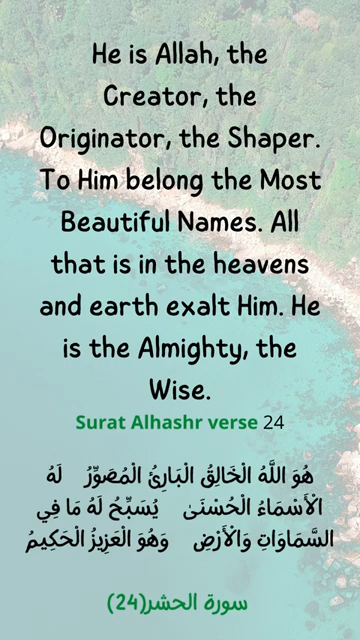 He is Allah, the
Creator, the
Originator, the Shaper.
To Him belong the Most
Beautiful Names. All
that is in the heavens
and earth exalt Him. He
is the Almighty, the
Wise.
Surat Alhashr verse 24
هُوَ اللَّهُ الْخَالِقُ الْبَارِئُ الْمُصَوِّرُ لَهُ
الْأَسْمَاءُ الْحُسْنَىٰ يُسَبِّحُ لَهُ مَا فِي
السَّمَاوَاتِ وَالْأَرْضِ وَهُوَ الْعَزِيزُ الْحَكِيمُ
سورة الحشر(24)